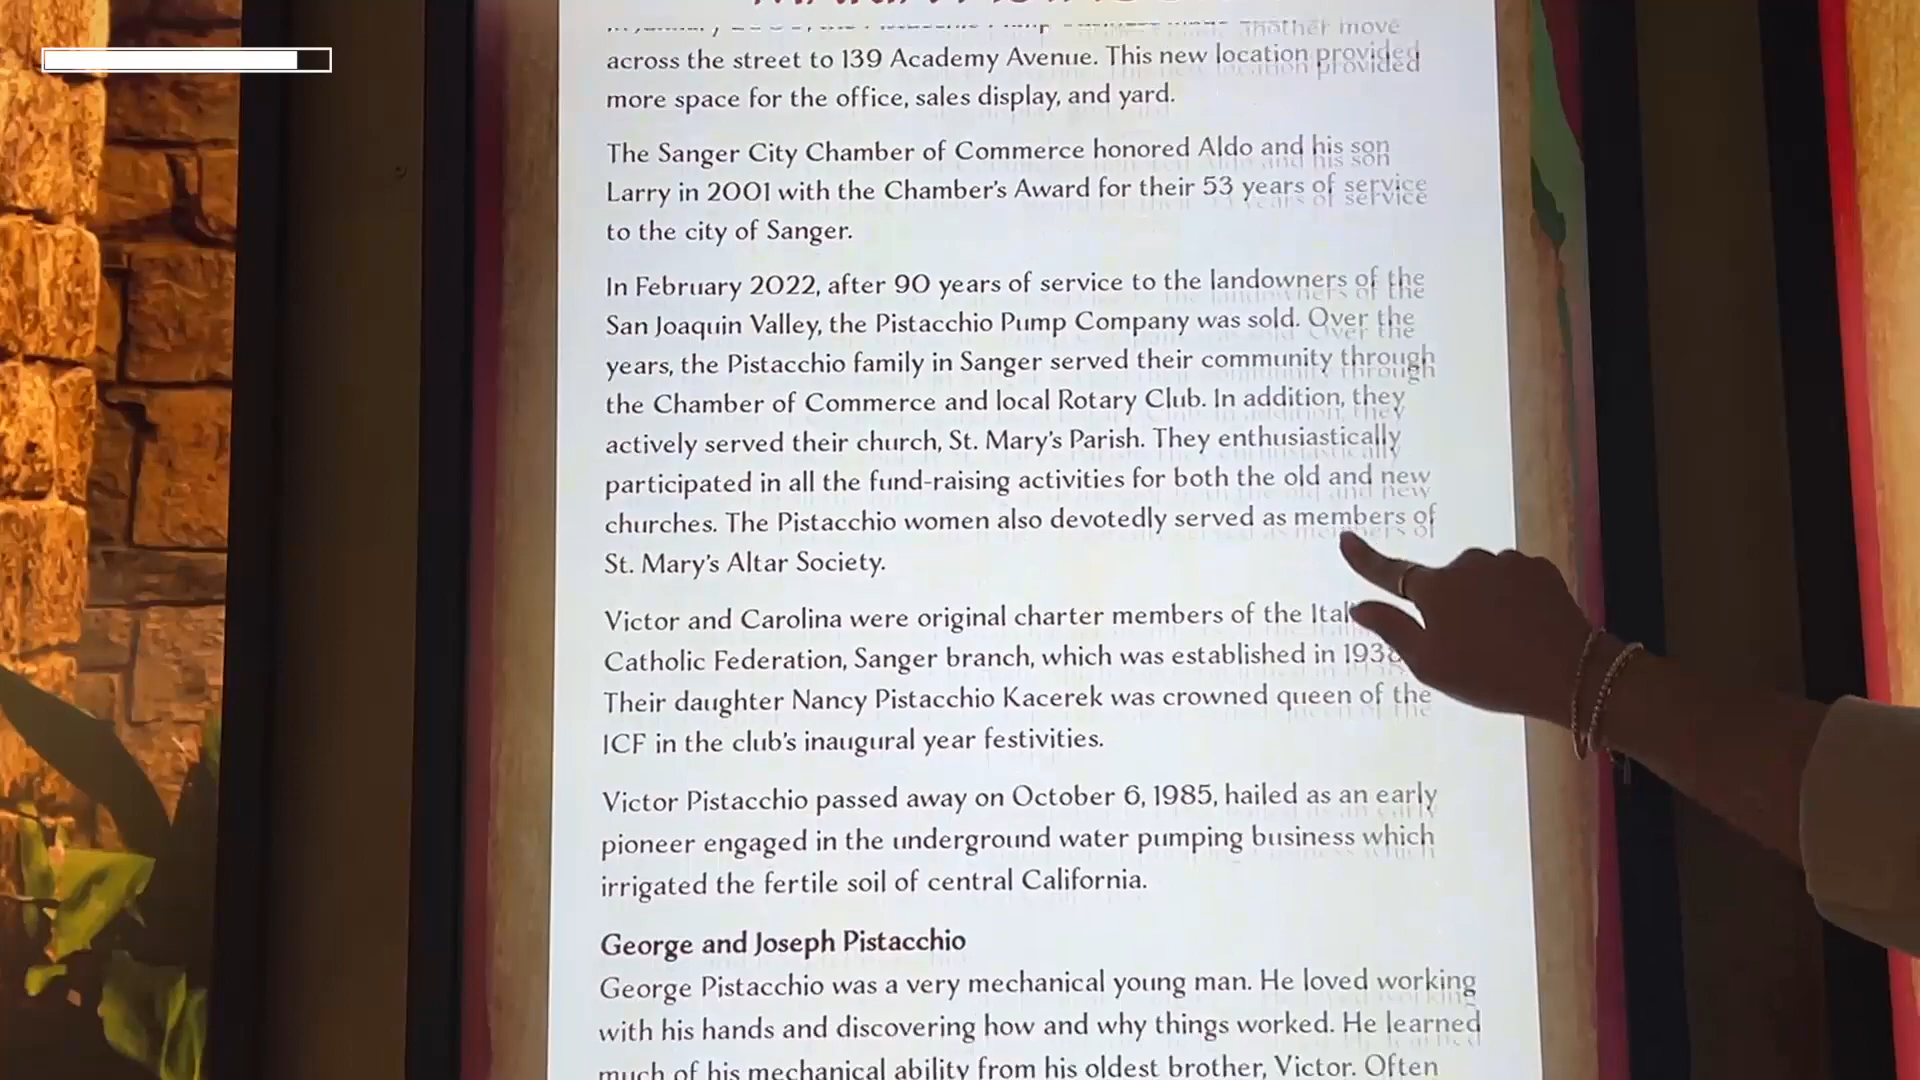 another move
across the street to 139 Academy Avenue. This new location provided
more space for the office, sales display, and yard.
The Sanger City Chamber of Commerce honored Aldo and his son
Larry in 2001 with the Chamber's Award for their 53 years of service
to the city of Sanger.
In February 2022, after 90 years of service to the landowners of the
San Joaquin Valley, the Pistacchio Pump Company was sold. Over the
years, the Pistacchio family in Sanger served their community through
the Chamber of Commerce and local Rotary Club. In addition, they
actively served their church, St. Mary's Parish. They enthusiastically
participated in all the fund-raising activities for both the old and new
churches. The Pistacchio women also devotedly served as members of
St. Mary's Altar Society.
Victor and Carolina were original charter members of the
Catholic Federation, Sanger branch, which was established in
Their daughter Nancy Pistacchio Kacerek was crowned queen of the
ICF in the club's inaugural year festivities.
Victor Pistacchio passed away on October 6, 1985, hailed as an early
pioneer engaged in the underground water pumping business which
irrigated the fertile soil of central California.
George and Joseph Pistacchio
George Pistacchio was a very mechanical young man. He loved working
with his hands and discovering how and why things worked. He learned
much of his mechanical ability from his oldest brother, Victor. Often